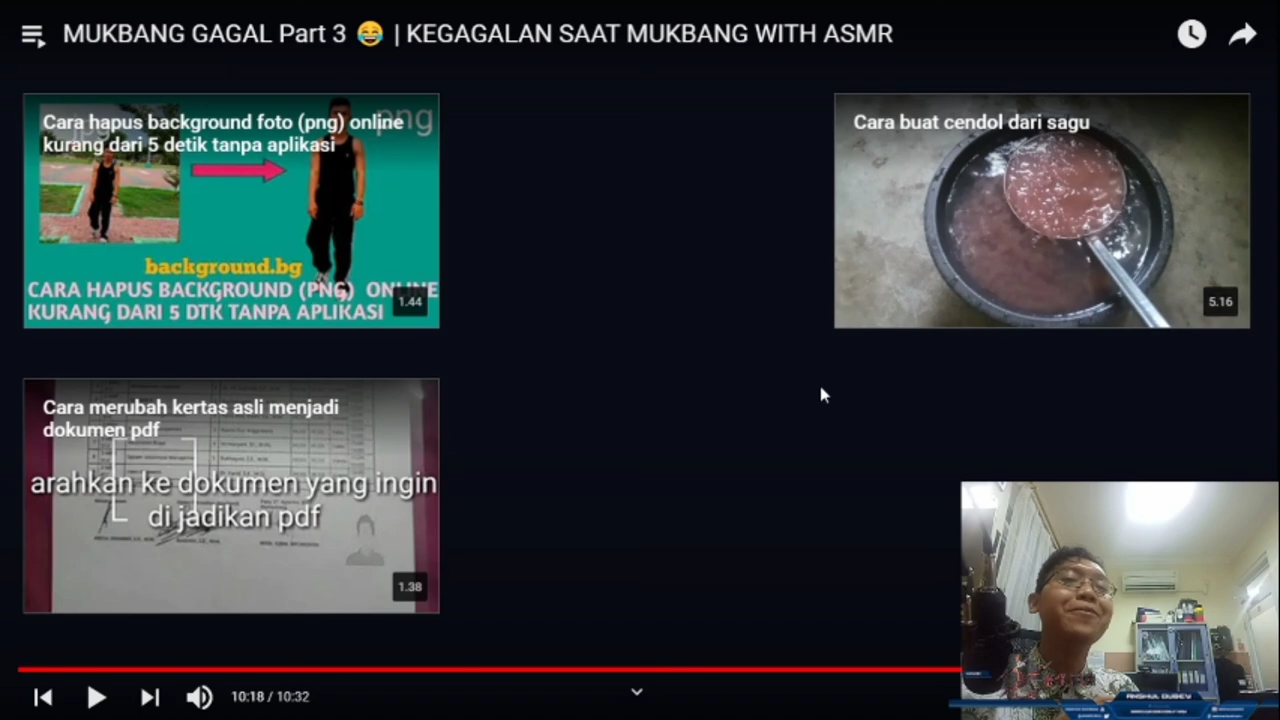 MUKBANG GAGAL Part 3 😂 | KEGAGALAN SAAT MUKBANG WITH ASMR
Cara hapus background foto (png) online
kurang dari 5 detik tanpa aplikasi
png
background.bg
CARA HAPUS BACKGROUND (PNG) ONLINE
KURANG DARI 5 DTK TANPA APLIKASI
1.44
Cara buat cendol dari sagu
5.16
Cara merubah kertas asli menjadi
dokumen pdf
arahkan ke dokumen yang ingin
di jadikan pdf
1.38
10:18 / 10:32
ANSHUL DUBEY